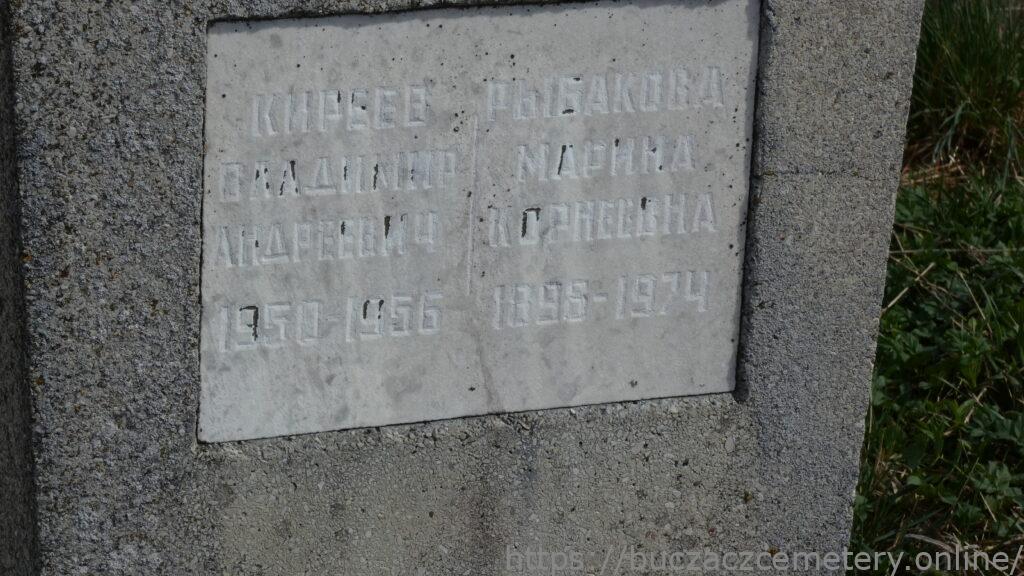 КИРЕЕВ
ВЛАДИМИР
АНДРЕЕВИЧ
1950-1956
РЫБАКОВА
МАРИНА
КОРНЕЕВНА
1896-1974
https://buczaczcemetery.online/